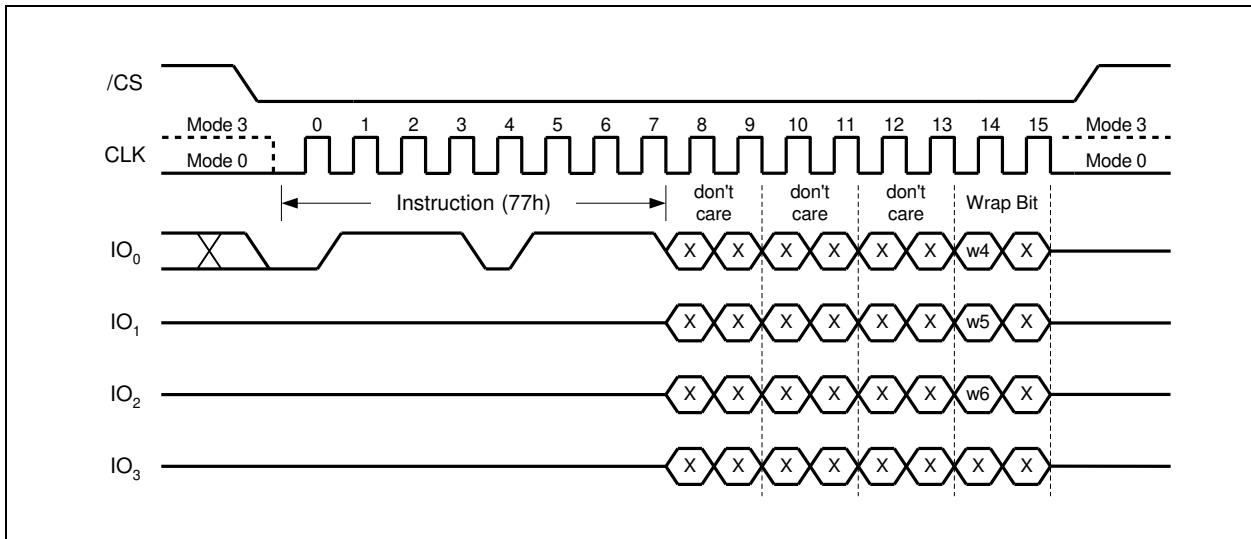 /CS
Mode 3 0 1 2 3 4 5 6 7 8 9 10 11 12 13 14 15 Mode 3
CLK Mode 0 Mode 0
Instruction (77h) don't care don't care don't care Wrap Bit
IO0 X X X X X X w4 X
IO1 X X X X X X w5 X
IO2 X X X X X X w6 X
IO3 X X X X X X X X